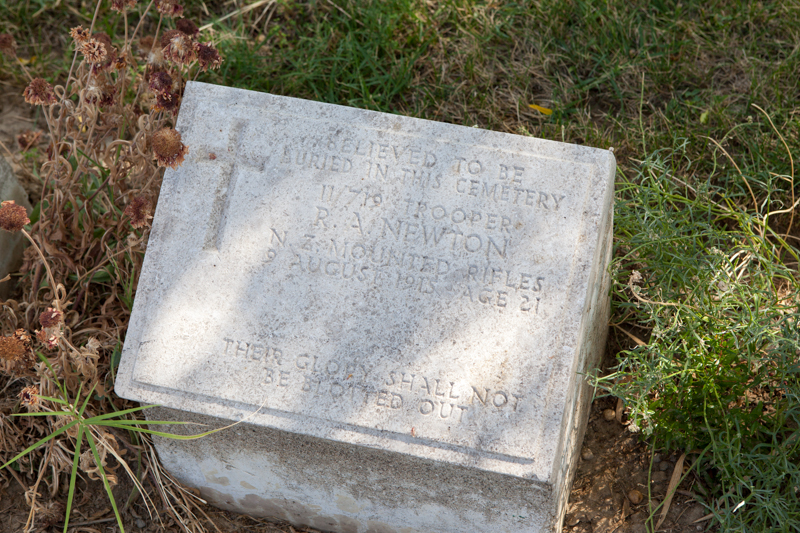 BELIEVED TO BE
BURIED IN THIS CEMETERY
11/719 TROOPER
R. A. NEWTON
N. Z. MOUNTED RIFLES
9 AUGUST 1915 AGE 21
THEIR GLORY SHALL NOT
BE BLOTTED OUT